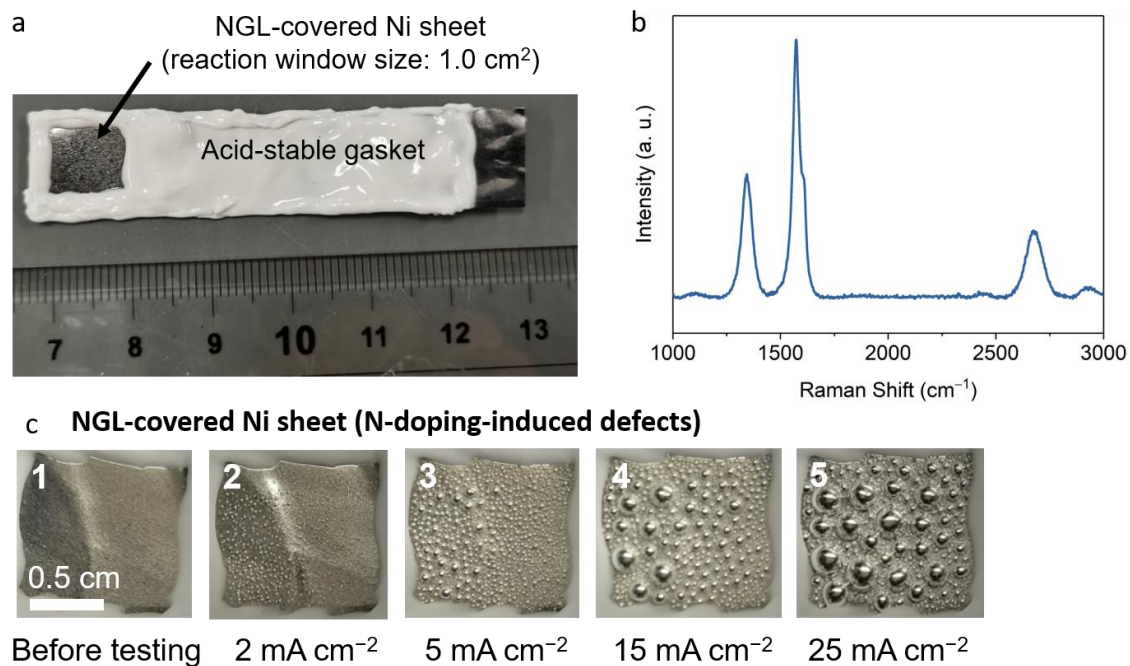 a
NGL-covered Ni sheet
(reaction window size: 1.0 cm²)
Acid-stable gasket
7 8 9 10 11 12 13
b
Intensity (a. u.)
1000 1500 2000 2500 3000
Raman Shift (cm⁻¹)
c NGL-covered Ni sheet (N-doping-induced defects)
1 2 3 4 5
0.5 cm
Before testing 2 mA cm⁻² 5 mA cm⁻² 15 mA cm⁻² 25 mA cm⁻²